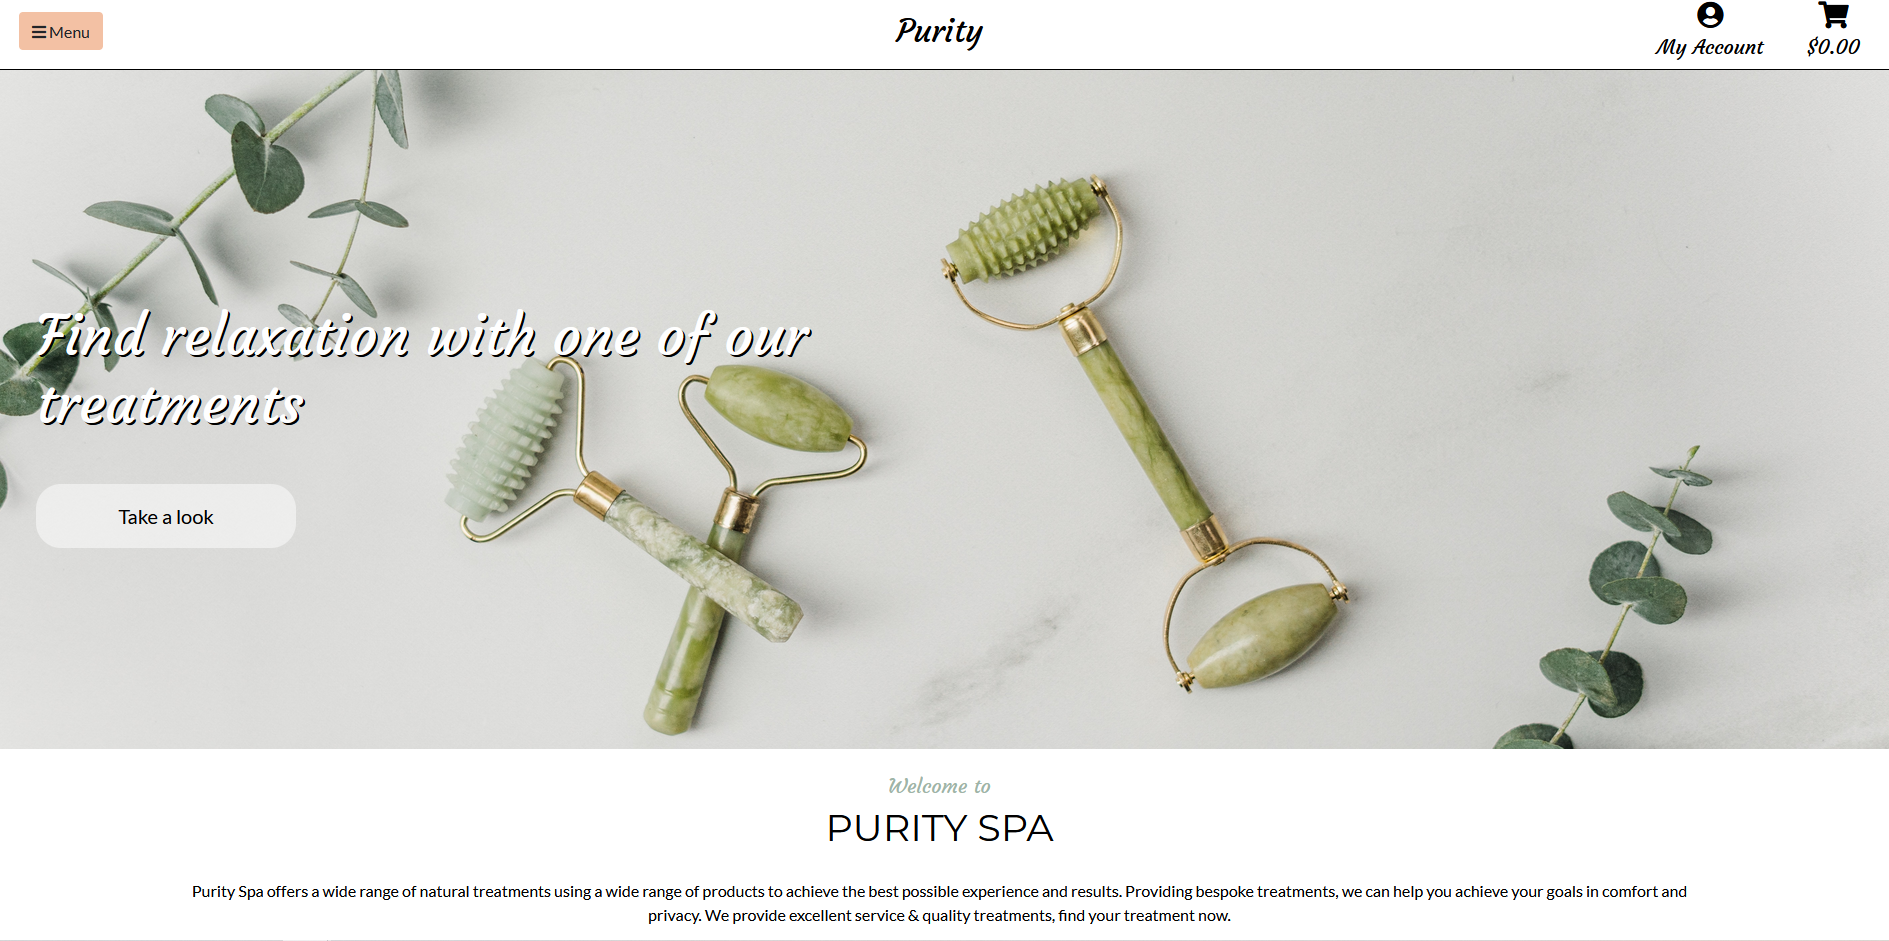 Menu
Purity
My Account
$0.00
Find relaxation with one of our
treatments
Take a look
Welcome to
PURITY SPA
Purity Spa offers a wide range of natural treatments using a wide range of products to achieve the best possible experience and results. Providing bespoke treatments, we can help you achieve your goals in comfort and
privacy. We provide excellent service & quality treatments, find your treatment now.